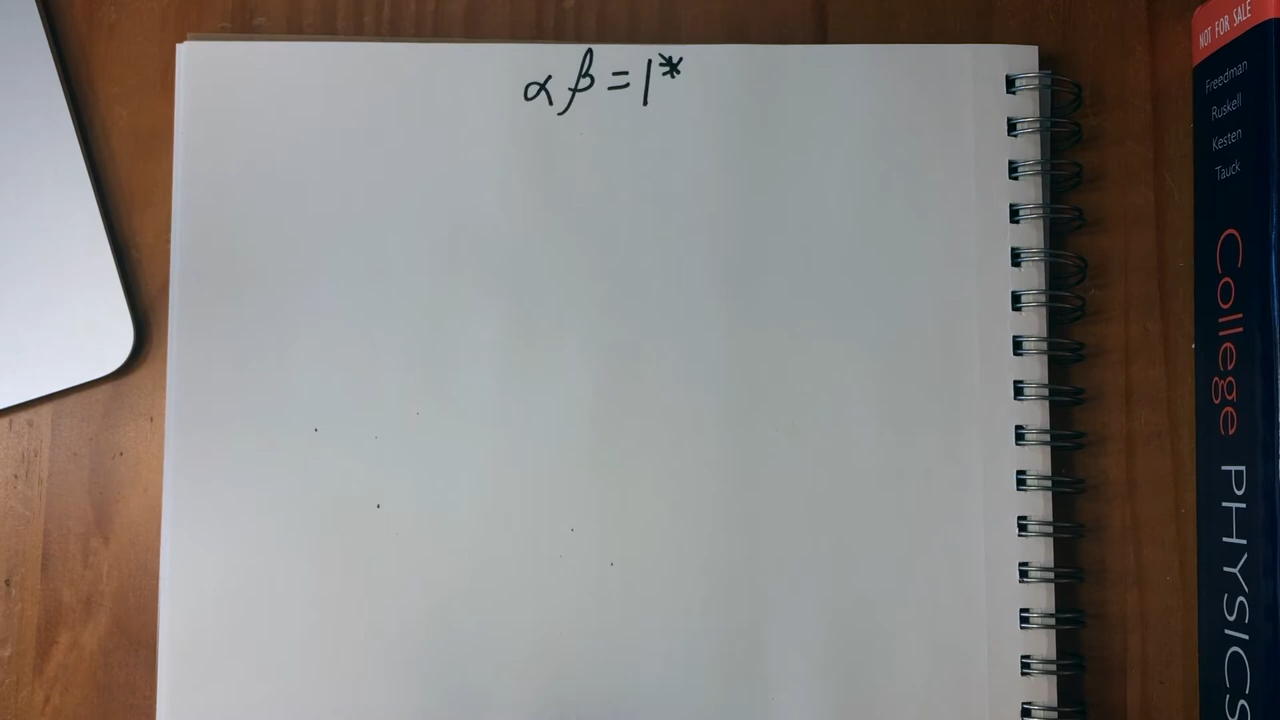 αβ=1*
NOT FOR SALE
Freedman
Ruskell
Kesten
Tauck
College PHYSICS